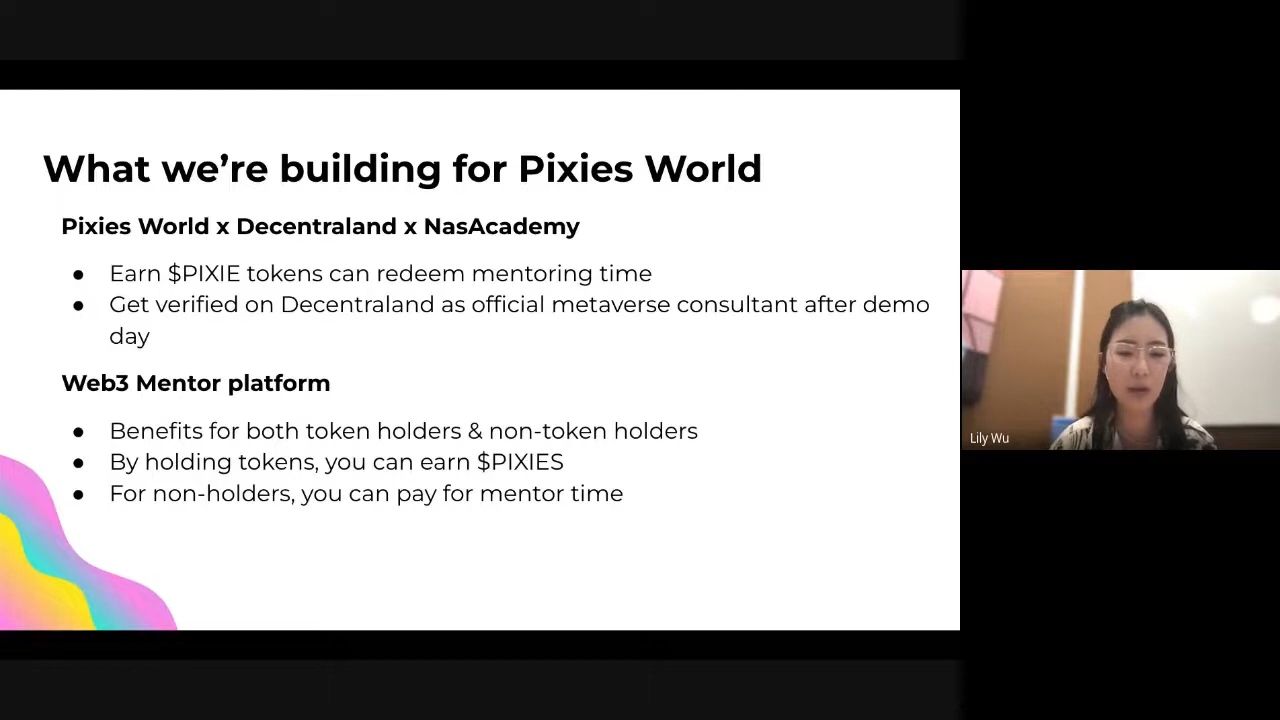 What we're building for Pixies World
Pixies World x Decentraland x NasAcademy
● Earn $PIXIE tokens can redeem mentoring time
● Get verified on Decentraland as official metaverse consultant after demo
day
Web3 Mentor platform
● Benefits for both token holders & non-token holders
● By holding tokens, you can earn $PIXIES
● For non-holders, you can pay for mentor time
Lily Wu